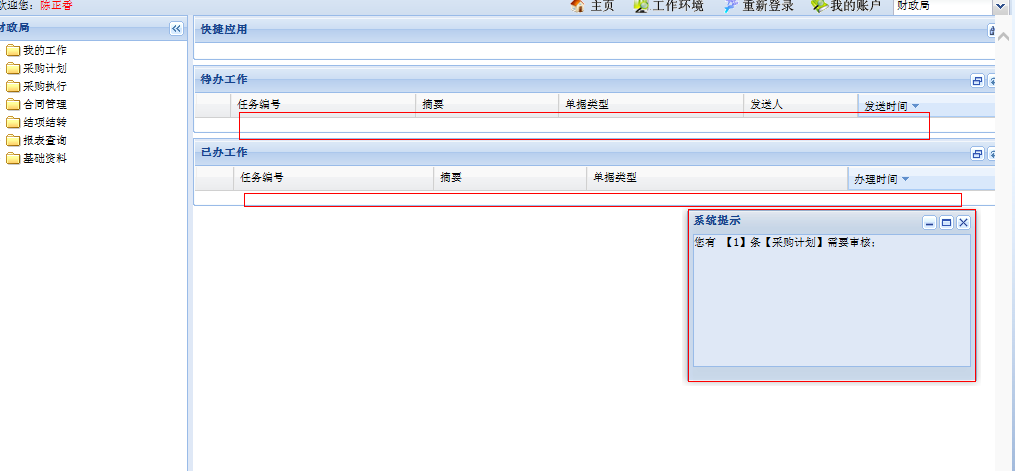 欢迎您: 陈正香
主页 工作环境 重新登录 我的账户 财政局
财政局
我的工作
采购计划
采购执行
合同管理
结项结转
报表查询
基础资料
快捷应用
待办工作
任务编号 摘要 单据类型 发送人 发送时间
已办工作
任务编号 摘要 单据类型 办理时间
系统提示
您有 【1】条【采购计划】需要审核;